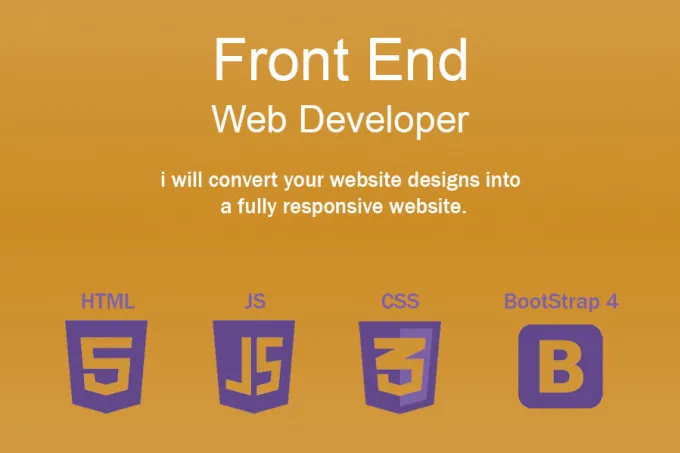 Front End
Web Developer
i will convert your website designs into
a fully responsive website.
HTML JS CSS BootStrap 4
5 JS 3 B